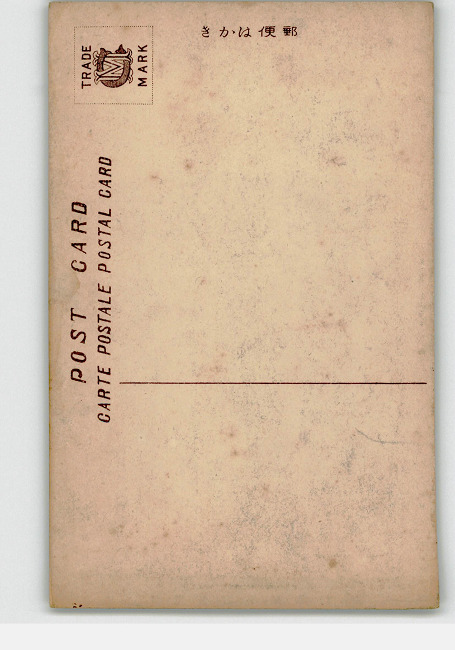 郵便はかき
TRADE
MARK
POST CARD
CARTE POSTALE POSTAL CARD